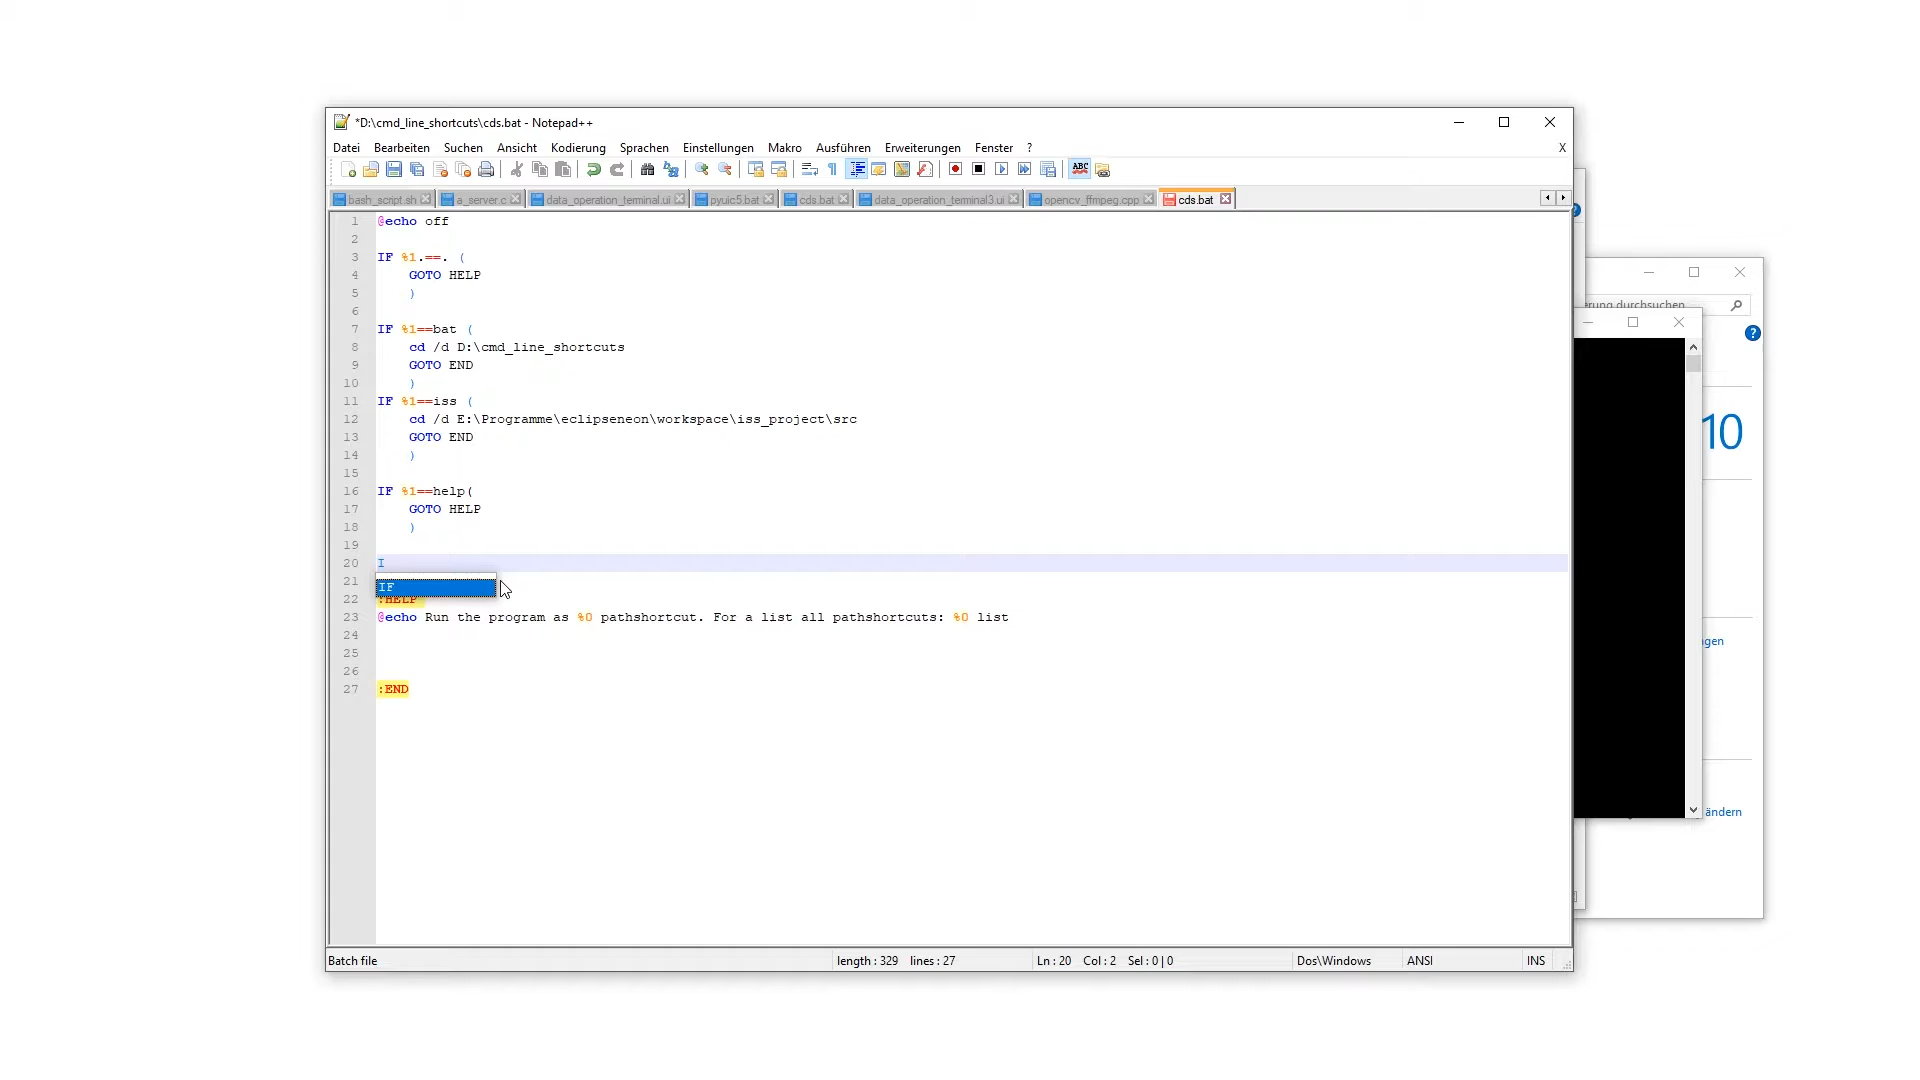 *D:\cmd_line_shortcuts\cds.bat - Notepad++
Datei Bearbeiten Suchen Ansicht Kodierung Sprachen Einstellungen Makro Ausführen Erweiterungen Fenster ? X
bash_script.sh a_server.c data_operation_terminal.ui pyuic5.bat cds.bat data_operation_terminal3.ui opencv_ffmpeg.cpp cds.bat
1 @echo off
2
3 IF %1.==. (
4 GOTO HELP
5 )
6
7 IF %1==bat (
8 cd /d D:\cmd_line_shortcuts
9 GOTO END
10 )
11 IF %1==iss (
12 cd /d E:\Programme\eclipseneon\workspace\iss_project\src
13 GOTO END
14 )
15
16 IF %1==help(
17 GOTO HELP
18 )
19
20 I
21 IF
22 :HELP
23 @echo Run the program as %0 pathshortcut. For a list all pathshortcuts: %0 list
24
25
26
27 :END
Batch file length : 329 lines : 27 Ln : 20 Col : 2 Sel : 0 | 0 Dos\Windows ANSI INS
durchsuchen
10
gen
ändern